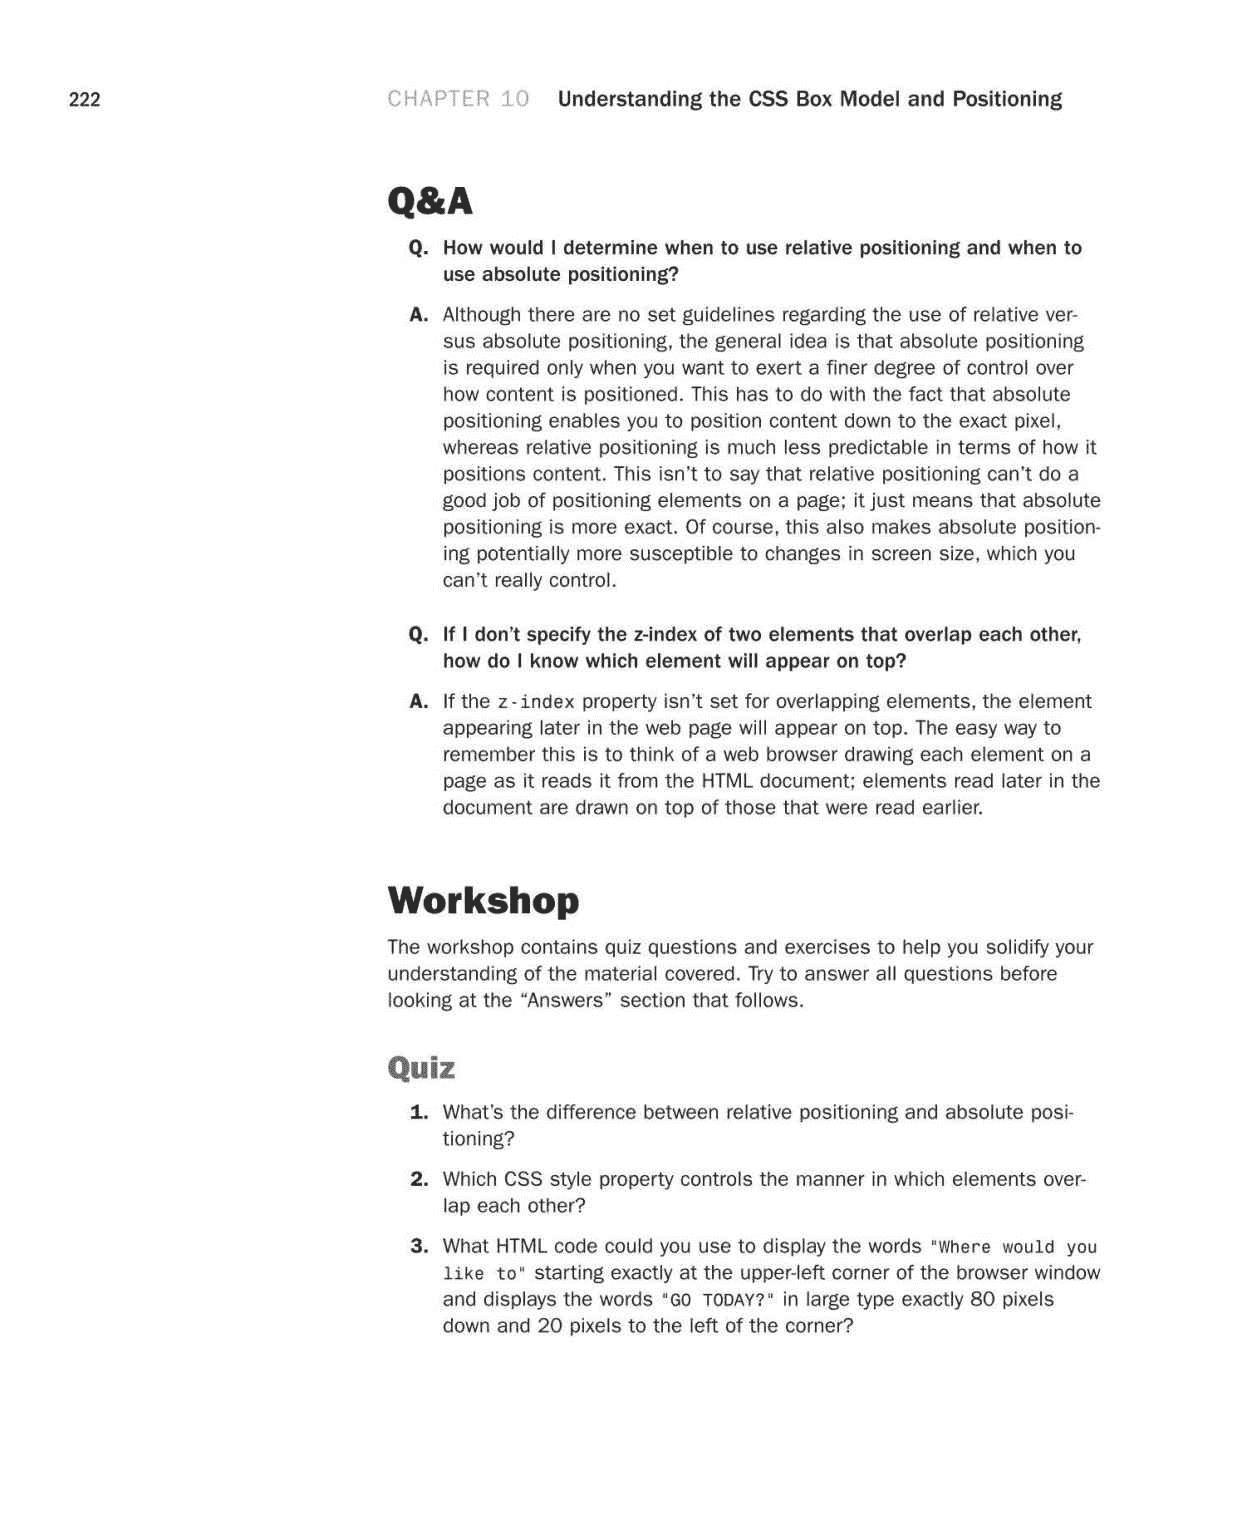 222
CHAPTER 10 Understanding the CSS Box Model and Positioning
Q&A
Q. How would I determine when to use relative positioning and when to
use absolute positioning?
A. Although there are no set guidelines regarding the use of relative ver-
sus absolute positioning, the general idea is that absolute positioning
is required only when you want to exert a finer degree of control over
how content is positioned. This has to do with the fact that absolute
positioning enables you to position content down to the exact pixel,
whereas relative positioning is much less predictable in terms of how it
positions content. This isn't to say that relative positioning can't do a
good job of positioning elements on a page; it just means that absolute
positioning is more exact. Of course, this also makes absolute position-
ing potentially more susceptible to changes in screen size, which you
can't really control.
Q. If I don't specify the z-index of two elements that overlap each other,
how do I know which element will appear on top?
A. If the z-index property isn't set for overlapping elements, the element
appearing later in the web page will appear on top. The easy way to
remember this is to think of a web browser drawing each element on a
page as it reads it from the HTML document; elements read later in the
document are drawn on top of those that were read earlier.
Workshop
The workshop contains quiz questions and exercises to help you solidify your
understanding of the material covered. Try to answer all questions before
looking at the “Answers” section that follows.
Quiz
1. What's the difference between relative positioning and absolute posi-
tioning?
2. Which CSS style property controls the manner in which elements over-
lap each other?
3. What HTML code could you use to display the words "Where would you
like to" starting exactly at the upper-left corner of the browser window
and displays the words "GO TODAY?" in large type exactly 80 pixels
down and 20 pixels to the left of the corner?